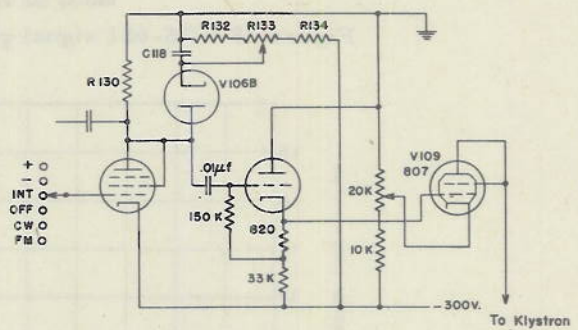 R132
R133
R134
C118
R130
V106B
.01μf
V109
807
+
-
INT
OFF
CW
FM
150 K
820
20K
33 K
10 K
-300V.
To Klystron